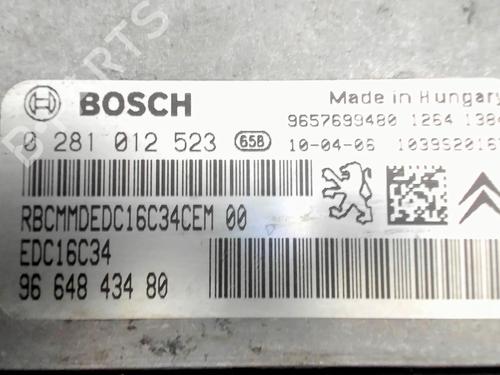 BOSCH
Made in Hungary
9657699480 1264
0 281 012 523 658 10-04-06
RBCMMDEDC16C34CEM 00
EDC16C34
96 648 434 80